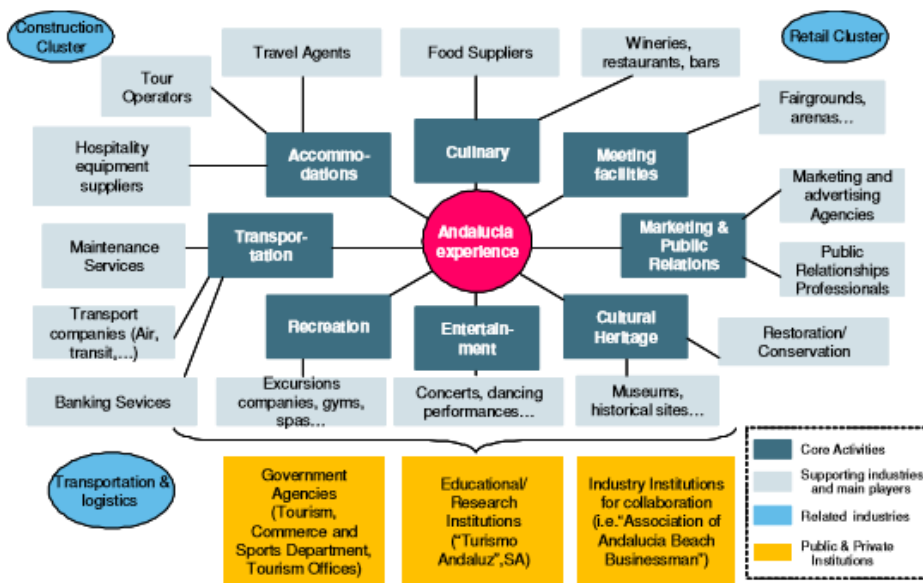 Construction
Cluster
Travel Agents
Food Suppliers
Wineries,
restaurants, bars
Retail Cluster
Tour
Operators
Fairgrounds,
arenas...
Hospitality
equipment
suppliers
Accommo-
dations
Culinary
Meeting
facilities
Marketing and
advertising
Agencies
Maintenance
Services
Transpor-
tation
Andalucia
experience
Marketing &
Public
Relations
Public
Relationships
Professionals
Transport
companies (Air,
transit,...)
Recreation
Entertain-
ment
Cultural
Heritage
Restoration/
Conservation
Banking Sevices
Excursions
companies, gyms,
spas...
Concerts, dancing
performances...
Museums,
historical sites...
Transportation &
logistics
Government
Agencies
(Tourism,
Commerce and
Sports Department,
Tourism Offices)
Educational/
Research
Institutions
("Turismo
Andaluz",SA)
Industry Institutions
for collaboration
(i.e."Association of
Andalucia Beach
Businessman")
Core Activities
Supporting industries
and main players
Related industries
Public & Private
Institutions